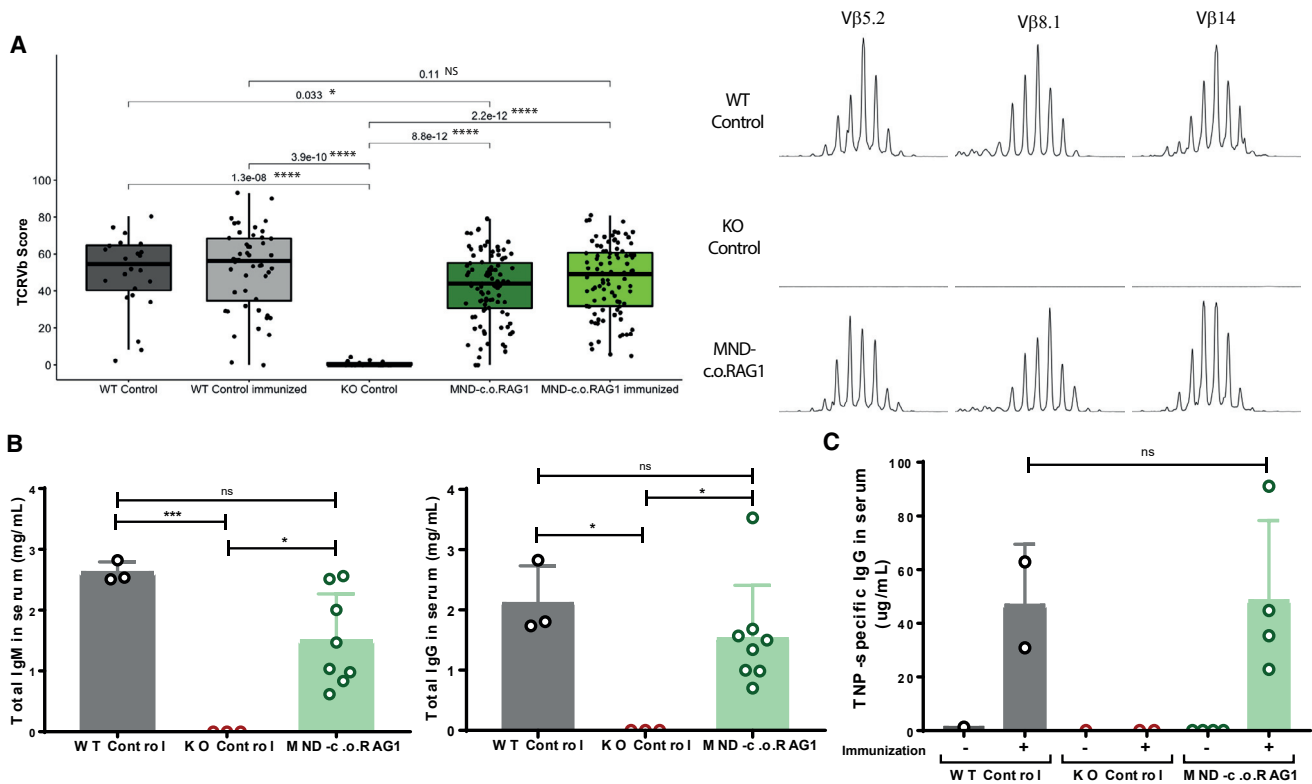 A
0.11 NS
0.033 *
2.2e-12 ****
8.8e-12 ****
3.9e-10 ****
1.3e-08 ****
TCRVb Score
100
80
60
40
20
0
WT Control
WT Control immunized
KO Control
MND-c.o.RAG1
MND-c.o.RAG1 immunized
Vβ5.2
Vβ8.1
Vβ14
WT
Control
KO
Control
MND-
c.o.RAG1
B
Total IgM in serum (mg/mL)
4
3
2
1
0
ns
***
*
WT Control
KO Control
MND-c.o.RAG1
Total IgG in serum (mg/mL)
4
3
2
1
0
ns
*
*
WT Control
KO Control
MND-c.o.RAG1
C
TNP-specific IgG in serum
(ug/mL)
100
80
60
40
20
0
ns
Immunization - + - + - +
WT Control
KO Control
MND-c.o.RAG1